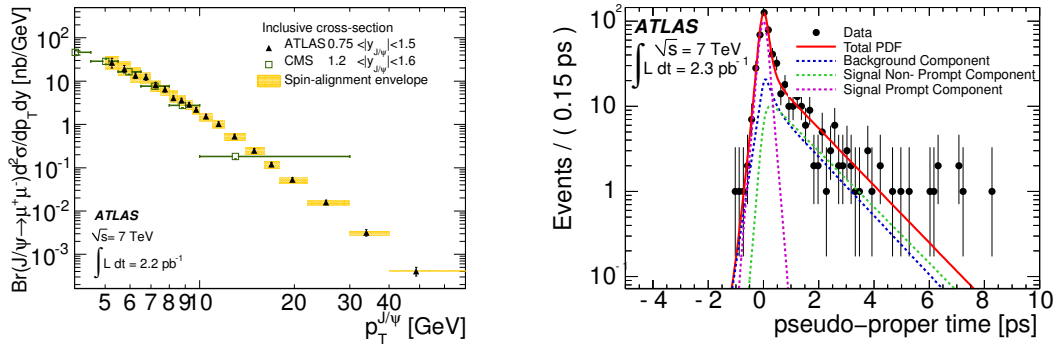 Br(J/ψ→μ⁺μ⁻)d²σ/dp_T dy [nb/GeV]
10²
10
1
10⁻¹
10⁻²
10⁻³
Inclusive cross-section
ATLAS 0.75 <|y_J/ψ|<1.5
CMS 1.2 <|y_J/ψ|<1.6
Spin-alignment envelope
ATLAS
√s = 7 TeV
∫L dt = 2.2 pb⁻¹
5 6 7 8 9 10 20 30 40
p_T^J/ψ [GeV]
Events / ( 0.15 ps )
10²
10
1
10⁻¹
ATLAS
√s = 7 TeV
∫L dt = 2.3 pb⁻¹
Data
Total PDF
Background Component
Signal Non- Prompt Component
Signal Prompt Component
-4 -2 0 2 4 6 8 10
pseudo-proper time [ps]